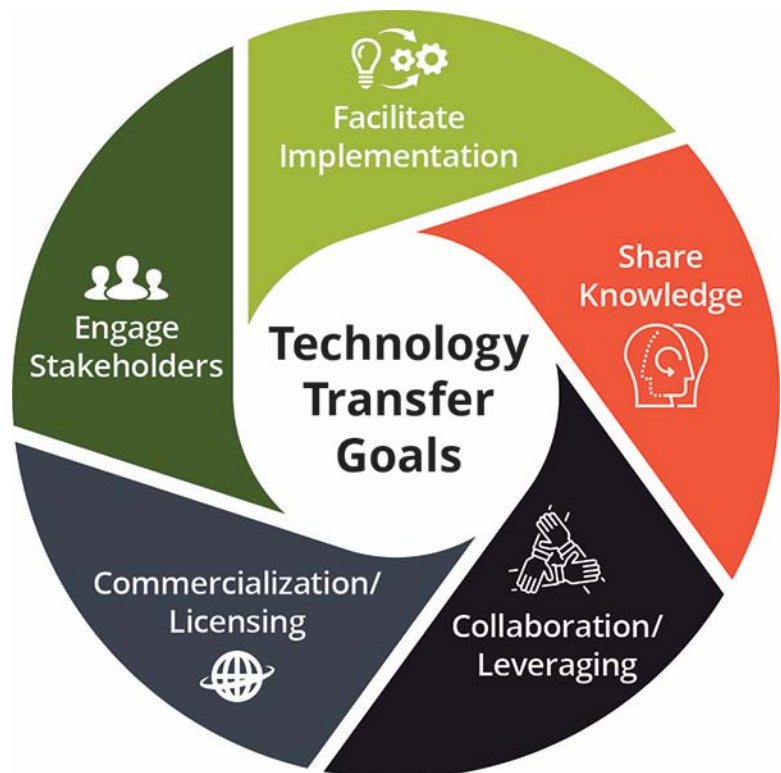 Facilitate
Implementation
Share
Knowledge
Engage
Stakeholders
Technology
Transfer
Goals
Commercialization/
Licensing
Collaboration/
Leveraging